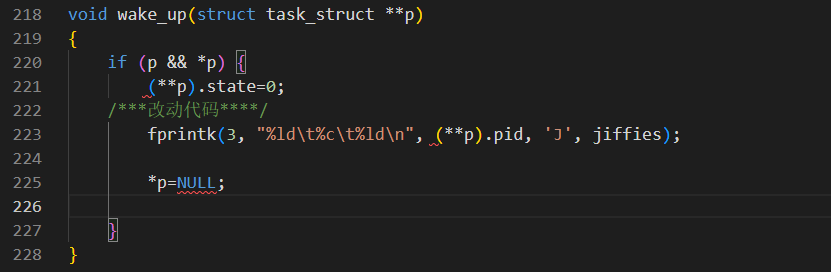 218 void wake_up(struct task_struct **p)
219 {
220     if (p && *p) {
221         (**p).state=0;
222     /***改动代码****/
223         fprintk(3, "%ld\t%c\t%ld\n", (**p).pid, 'J', jiffies);
224
225         *p=NULL;
226
227     }
228 }